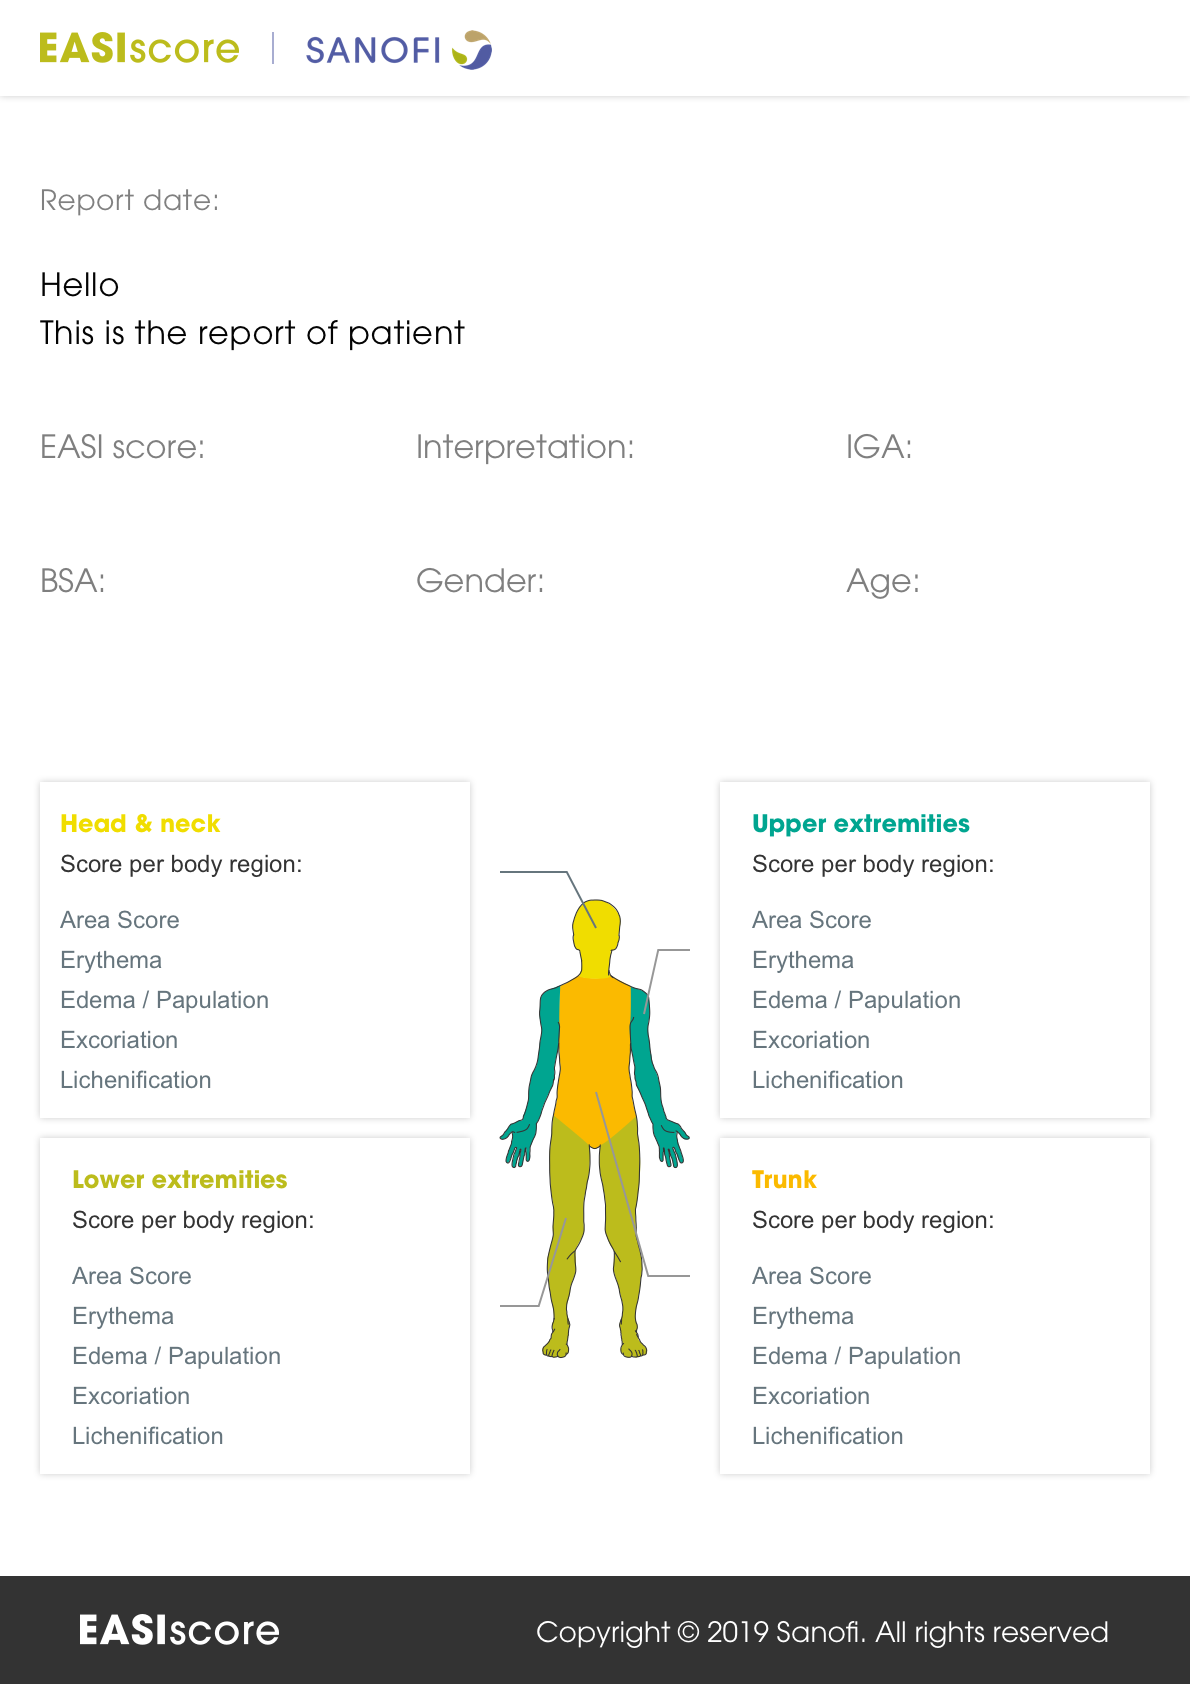 EASIscore | SANOFI
Report date:
Hello
This is the report of patient
EASI score: Interpretation: IGA:
BSA: Gender: Age:
Head & neck
Score per body region:
Area Score
Erythema
Edema / Papulation
Excoriation
Lichenification
Upper extremities
Score per body region:
Area Score
Erythema
Edema / Papulation
Excoriation
Lichenification
Lower extremities
Score per body region:
Area Score
Erythema
Edema / Papulation
Excoriation
Lichenification
Trunk
Score per body region:
Area Score
Erythema
Edema / Papulation
Excoriation
Lichenification
EASIscore Copyright © 2019 Sanofi. All rights reserved